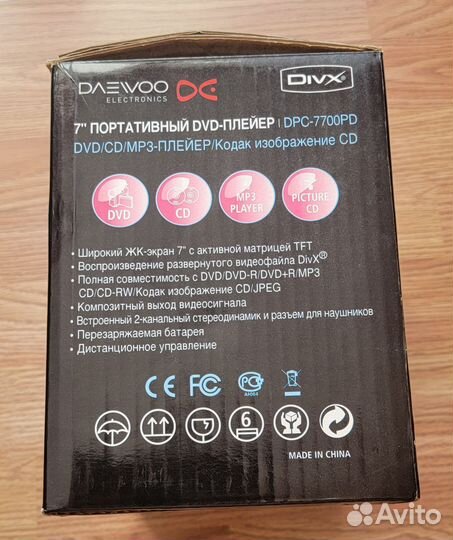 DAEWOO
ELECTRONICS
DIVX®
7" ПОРТАТИВНЫЙ DVD-ПЛЕЙЕР | DPC-7700PD
DVD/CD/MP3-ПЛЕЙЕР/Кодак изображение CD
DVD
CD
MP3
PLAYER
PICTURE
CD
• Широкий ЖК-экран 7" с активной матрицей TFT
• Воспроизведение развернутого видеофайла DivX®
• Полная совместимость с DVD/DVD-R/DVD+R/MP3
CD/CD-RW/Кодак изображение CD/JPEG
• Композитный выход видеосигнала
• Встроенный 2-канальный стереодинамик и разъем для наушников
• Перезаряжаемая батарея
• Дистанционное управление
CE FC PC
6
MADE IN CHINA
Avito